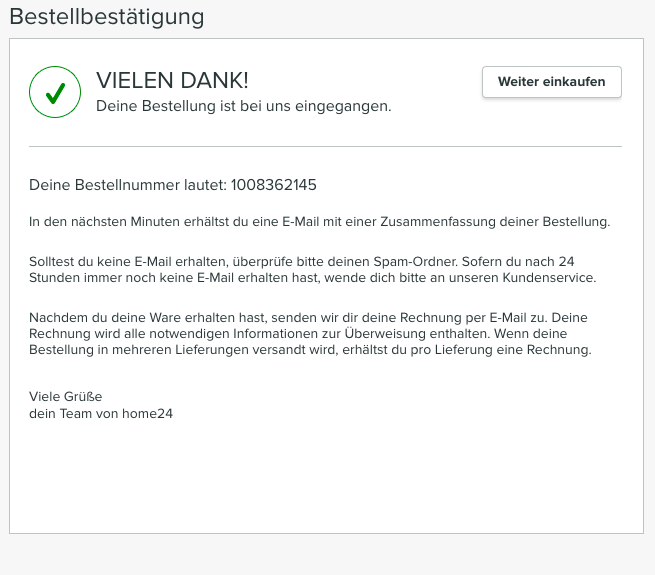 Bestellbestätigung
VIELEN DANK!
Deine Bestellung ist bei uns eingegangen.
Weiter einkaufen
Deine Bestellnummer lautet: 1008362145
In den nächsten Minuten erhältst du eine E-Mail mit einer Zusammenfassung deiner Bestellung.
Solltest du keine E-Mail erhalten, überprüfe bitte deinen Spam-Ordner. Sofern du nach 24
Stunden immer noch keine E-Mail erhalten hast, wende dich bitte an unseren Kundenservice.
Nachdem du deine Ware erhalten hast, senden wir dir deine Rechnung per E-Mail zu. Deine
Rechnung wird alle notwendigen Informationen zur Überweisung enthalten. Wenn deine
Bestellung in mehreren Lieferungen versandt wird, erhältst du pro Lieferung eine Rechnung.
Viele Grüße
dein Team von home24